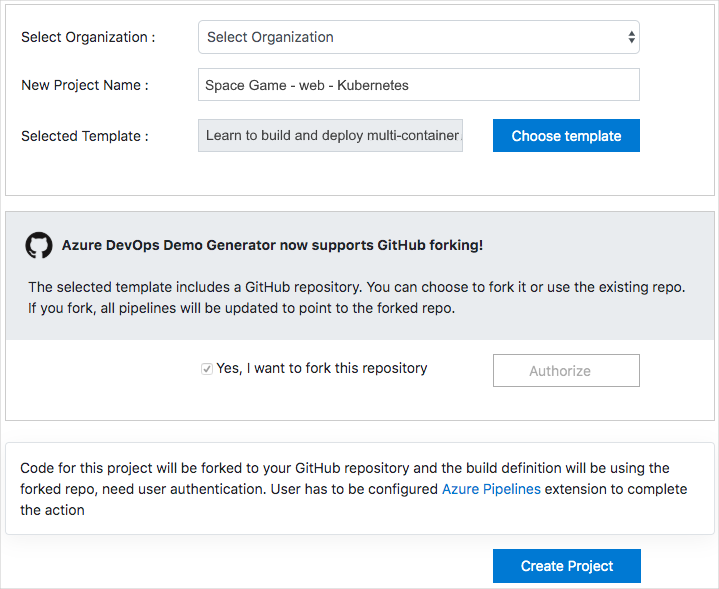 Select Organization : Select Organization
New Project Name : Space Game - web - Kubernetes
Selected Template : Learn to build and deploy multi-container Choose template
Azure DevOps Demo Generator now supports GitHub forking!
The selected template includes a GitHub repository. You can choose to fork it or use the existing repo.
If you fork, all pipelines will be updated to point to the forked repo.
Yes, I want to fork this repository Authorize
Code for this project will be forked to your GitHub repository and the build definition will be using the
forked repo, need user authentication. User has to be configured Azure Pipelines extension to complete
the action
Create Project